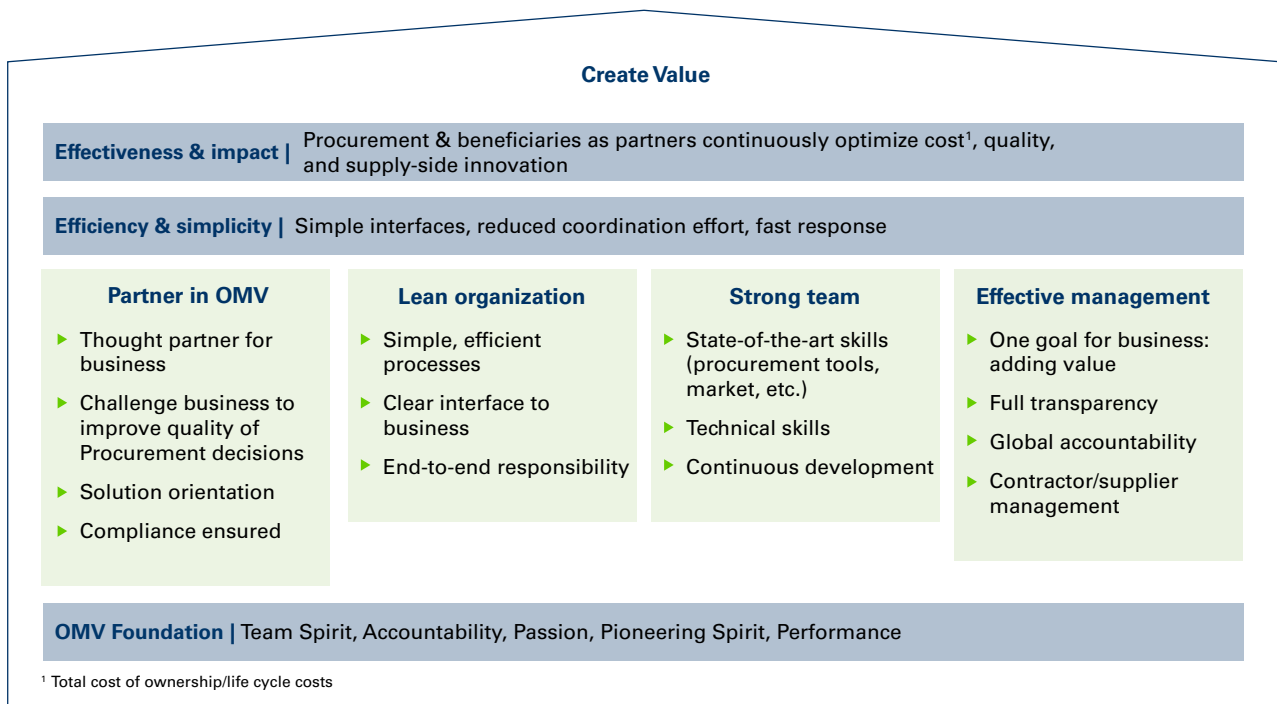 Create Value
Effectiveness & impact | Procurement & beneficiaries as partners continuously optimize cost¹, quality,
and supply-side innovation
Efficiency & simplicity | Simple interfaces, reduced coordination effort, fast response
Partner in OMV
Thought partner for
business
Challenge business to
improve quality of
Procurement decisions
Solution orientation
Compliance ensured
Lean organization
Simple, efficient
processes
Clear interface to
business
End-to-end responsibility
Strong team
State-of-the-art skills
(procurement tools,
market, etc.)
Technical skills
Continuous development
Effective management
One goal for business:
adding value
Full transparency
Global accountability
Contractor/supplier
management
OMV Foundation | Team Spirit, Accountability, Passion, Pioneering Spirit, Performance
¹ Total cost of ownership/life cycle costs